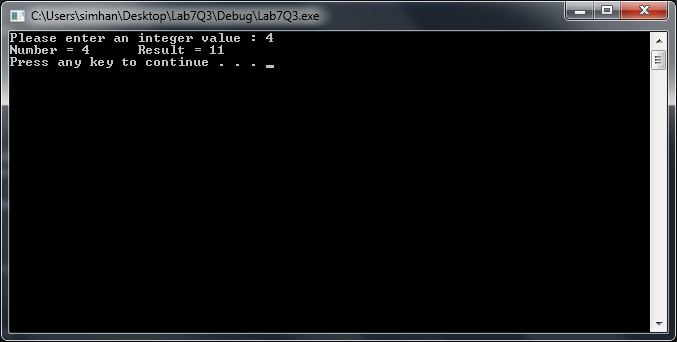 C:\Users\simhan\Desktop\Lab7Q3\Debug\Lab7Q3.exe
Please enter an integer value : 4
Number = 4      Result = 11
Press any key to continue . . . _